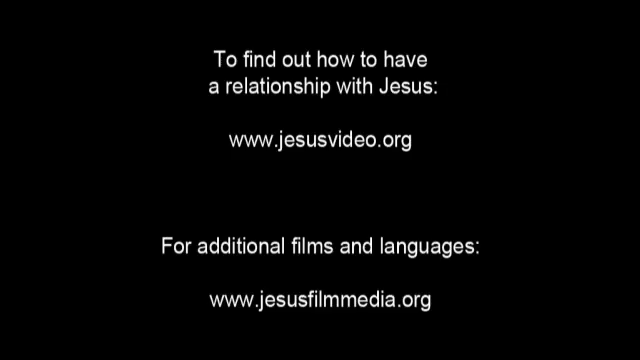 To find out how to have
a relationship with Jesus:
www.jesusvideo.org
For additional films and languages:
www.jesusfilmmedia.org